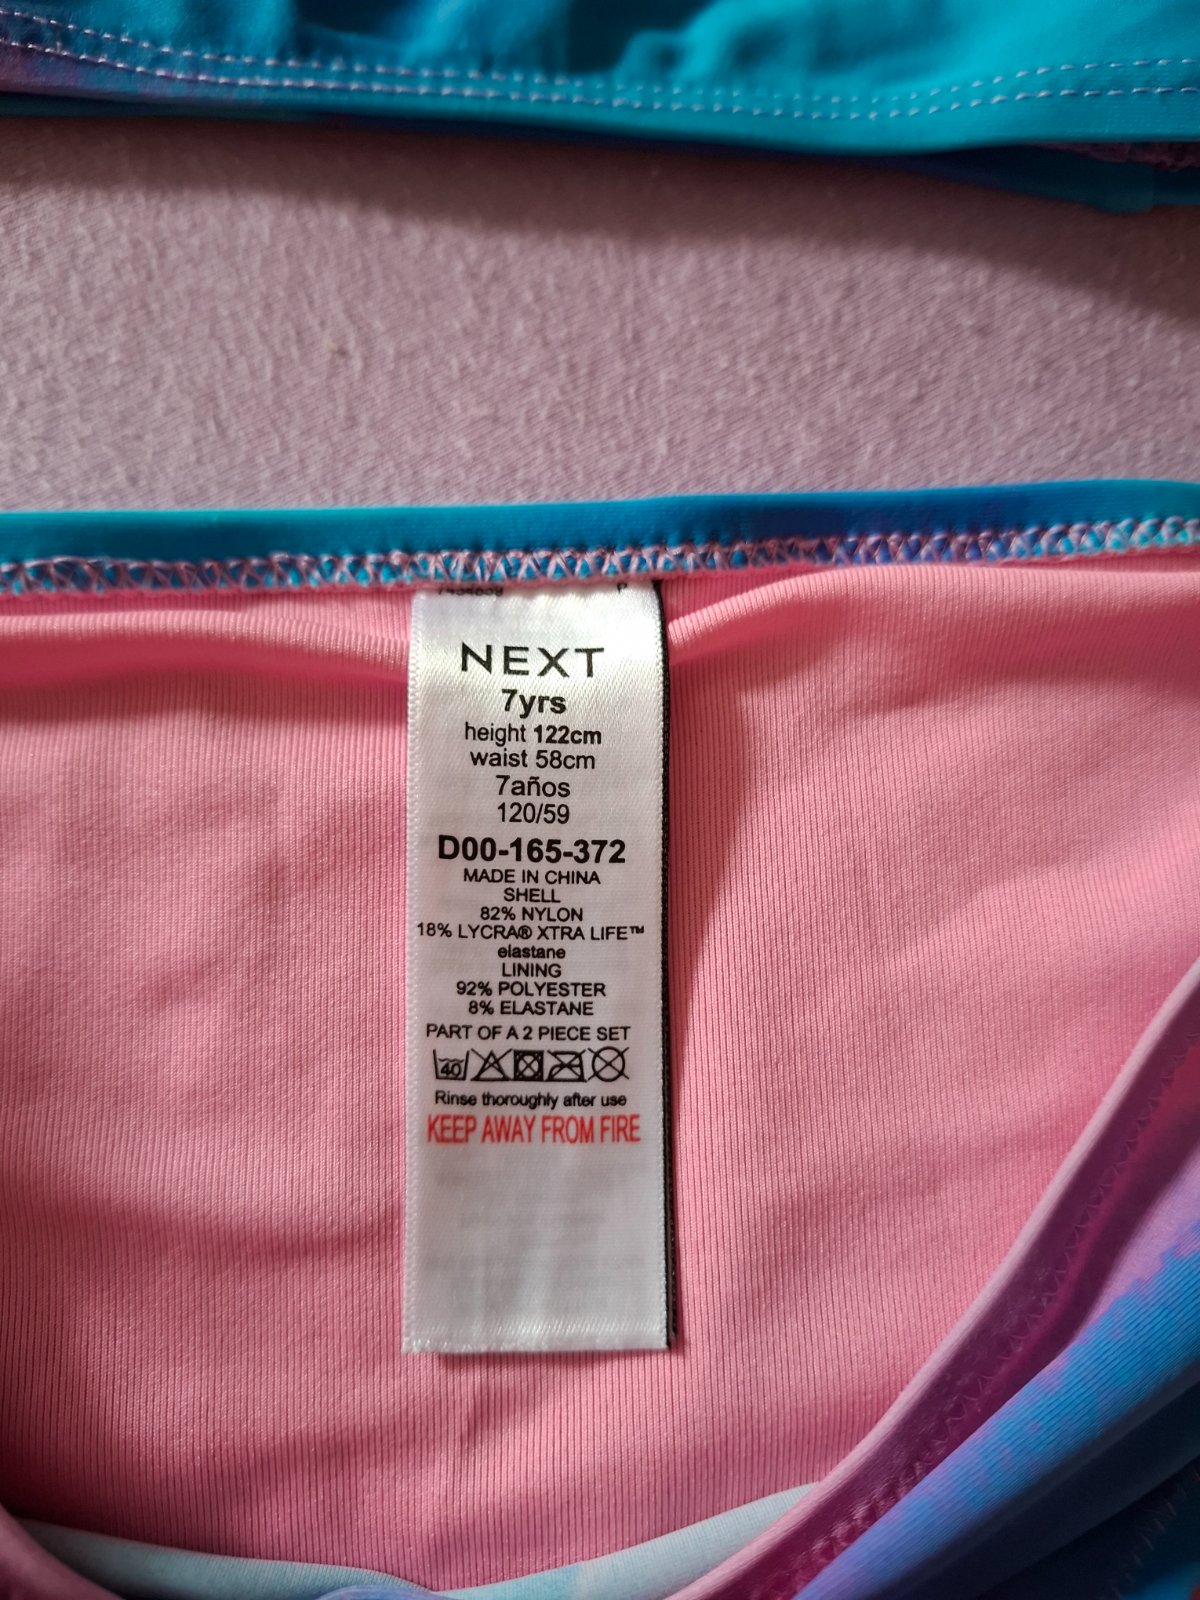 NEXT
7yrs
height 122cm
waist 58cm
7años
120/59
D00-165-372
MADE IN CHINA
SHELL
82% NYLON
18% LYCRA® XTRA LIFE™
elastane
LINING
92% POLYESTER
8% ELASTANE
PART OF A 2 PIECE SET
40
Rinse thoroughly after use
KEEP AWAY FROM FIRE